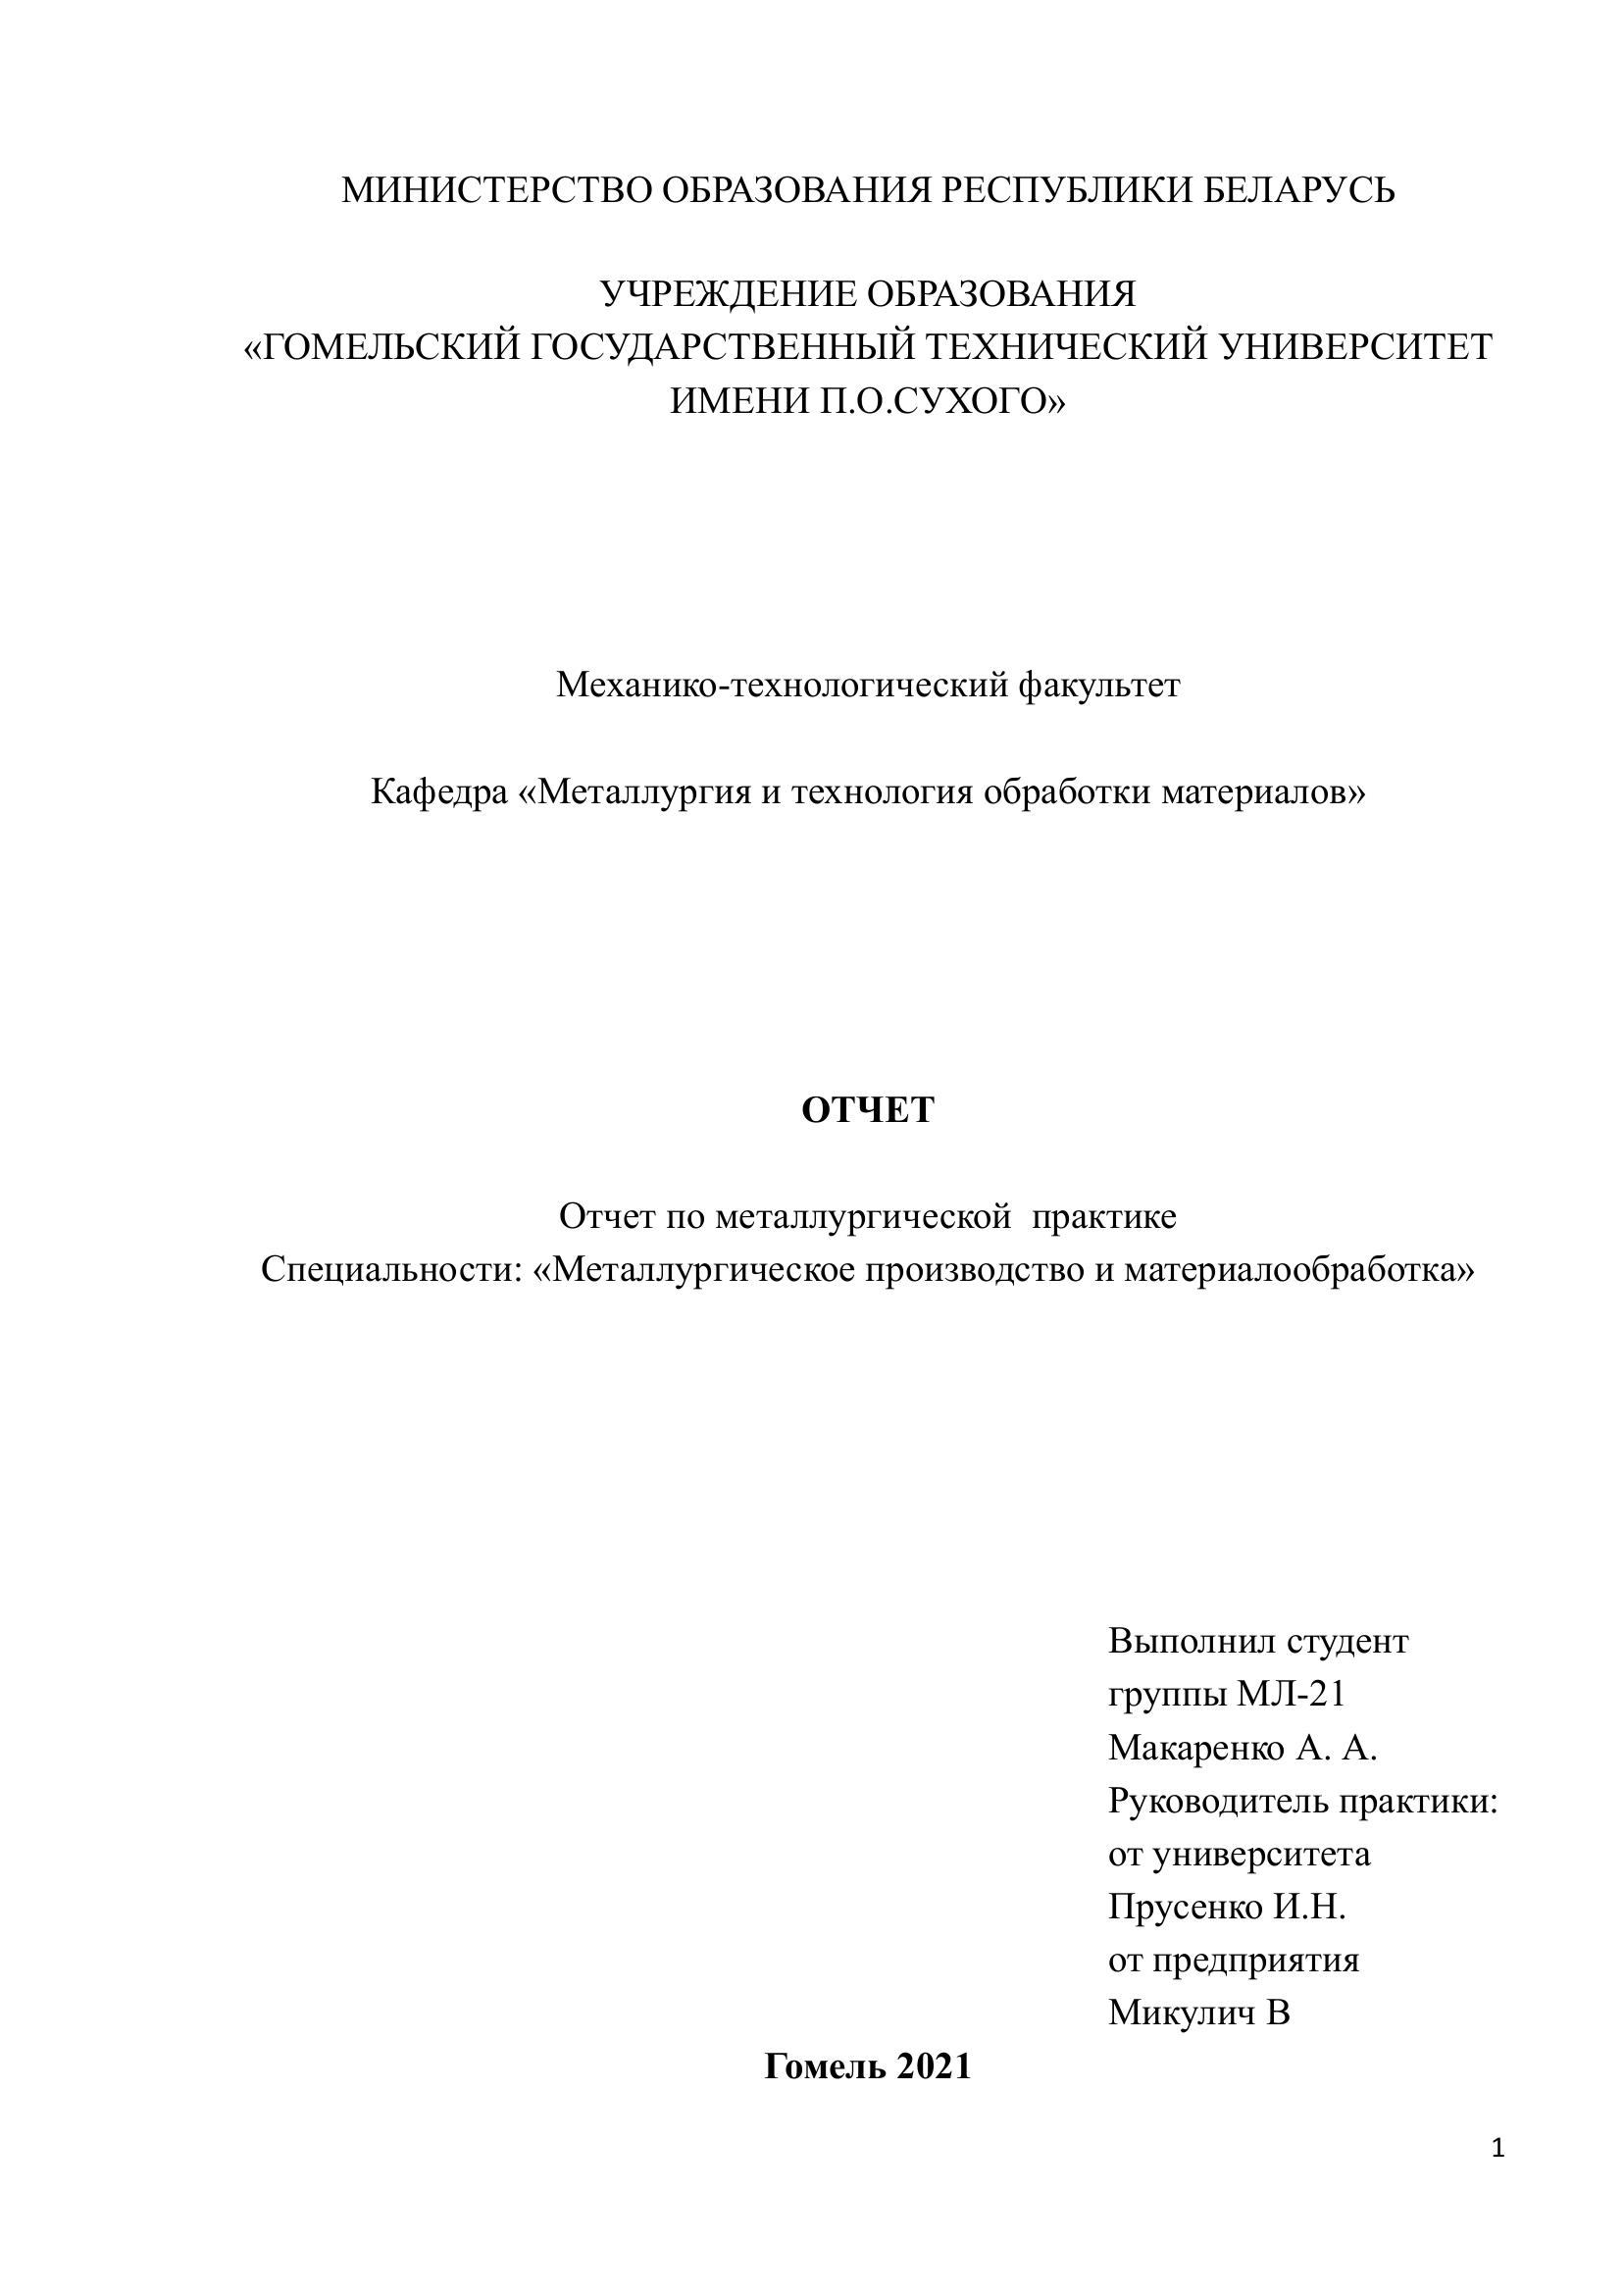 МИНИСТЕРСТВО ОБРАЗОВАНИЯ РЕСПУБЛИКИ БЕЛАРУСЬ
УЧРЕЖДЕНИЕ ОБРАЗОВАНИЯ
«ГОМЕЛЬСКИЙ ГОСУДАРСТВЕННЫЙ ТЕХНИЧЕСКИЙ УНИВЕРСИТЕТ
ИМЕНИ П.О.СУХОГО»
Механико-технологический факультет
Кафедра «Металлургия и технология обработки материалов»
ОТЧЕТ
Отчет по металлургической  практике
Специальности: «Металлургическое производство и материалообработка»
Выполнил студент
группы МЛ-21
Макаренко А. А.
Руководитель практики:
от университета
Прусенко И.Н.
от предприятия
Микулич В
Гомель 2021
1